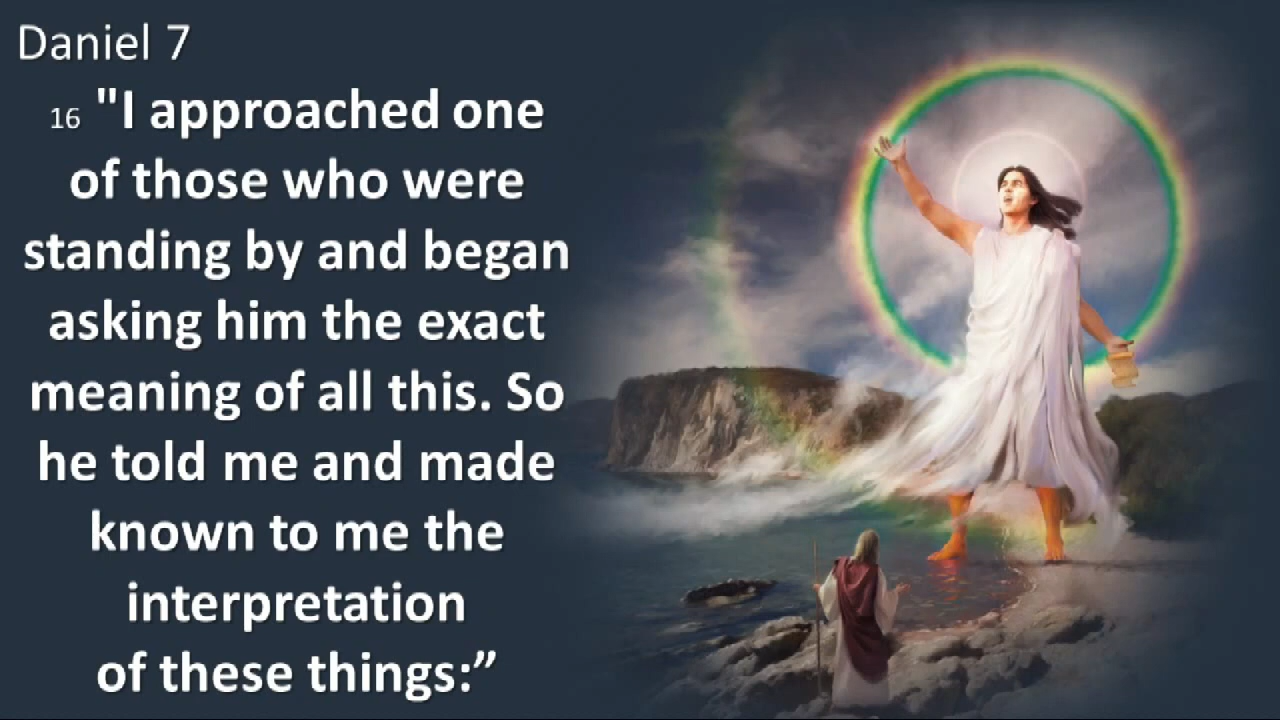 Daniel 7
16 "I approached one
of those who were
standing by and began
asking him the exact
meaning of all this. So
he told me and made
known to me the
interpretation
of these things:”